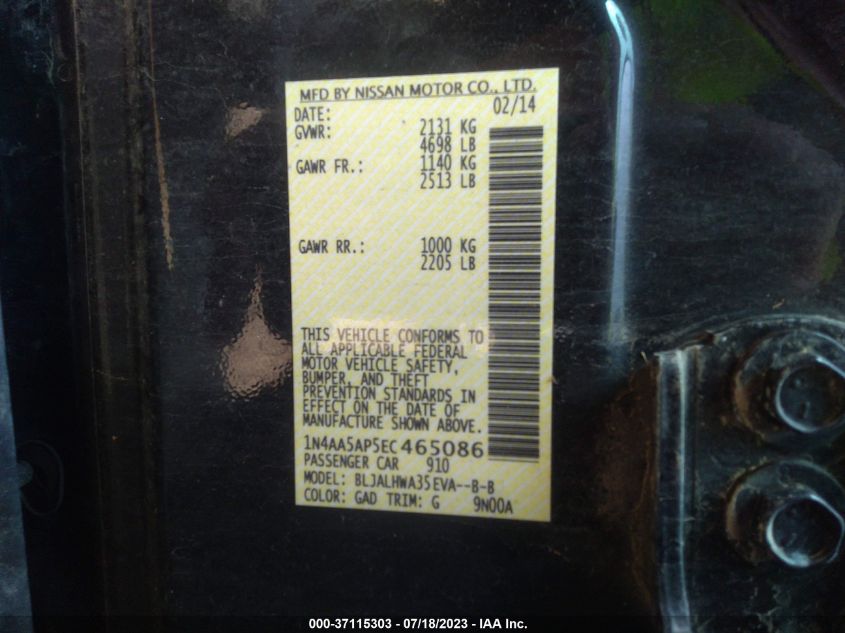 MFD BY NISSAN MOTOR CO., LTD.
DATE: 02/14
GVWR: 2131 KG
4698 LB
GAWR FR.: 1140 KG
2513 LB
GAWR RR.: 1000 KG
2205 LB
THIS VEHICLE CONFORMS TO
ALL APPLICABLE FEDERAL
MOTOR VEHICLE SAFETY,
BUMPER, AND THEFT
PREVENTION STANDARDS IN
EFFECT ON THE DATE OF
MANUFACTURE SHOWN ABOVE.
1N4AA5AP5EC465086
PASSENGER CAR 910
MODEL: BLJALHWA35EVA--B-B
COLOR: GAD TRIM: G 9N00A
000-37115303 - 07/18/2023 - IAA Inc.